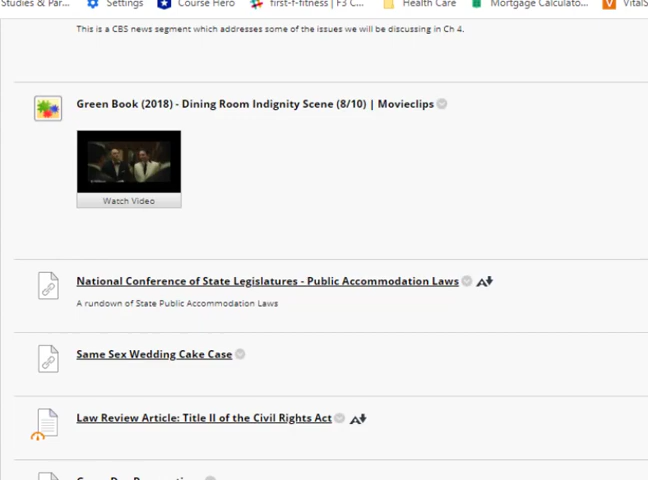 Studies & Par... Settings Course Hero first-f-fitness | F3 C... Health Care Mortgage Calculato... VitalS
This is a CBS news segment which addresses some of the issues we will be discussing in Ch 4.
Green Book (2018) - Dining Room Indignity Scene (8/10) | Movieclips
Watch Video
National Conference of State Legislatures - Public Accommodation Laws
A rundown of State Public Accommodation Laws
Same Sex Wedding Cake Case
Law Review Article: Title II of the Civil Rights Act